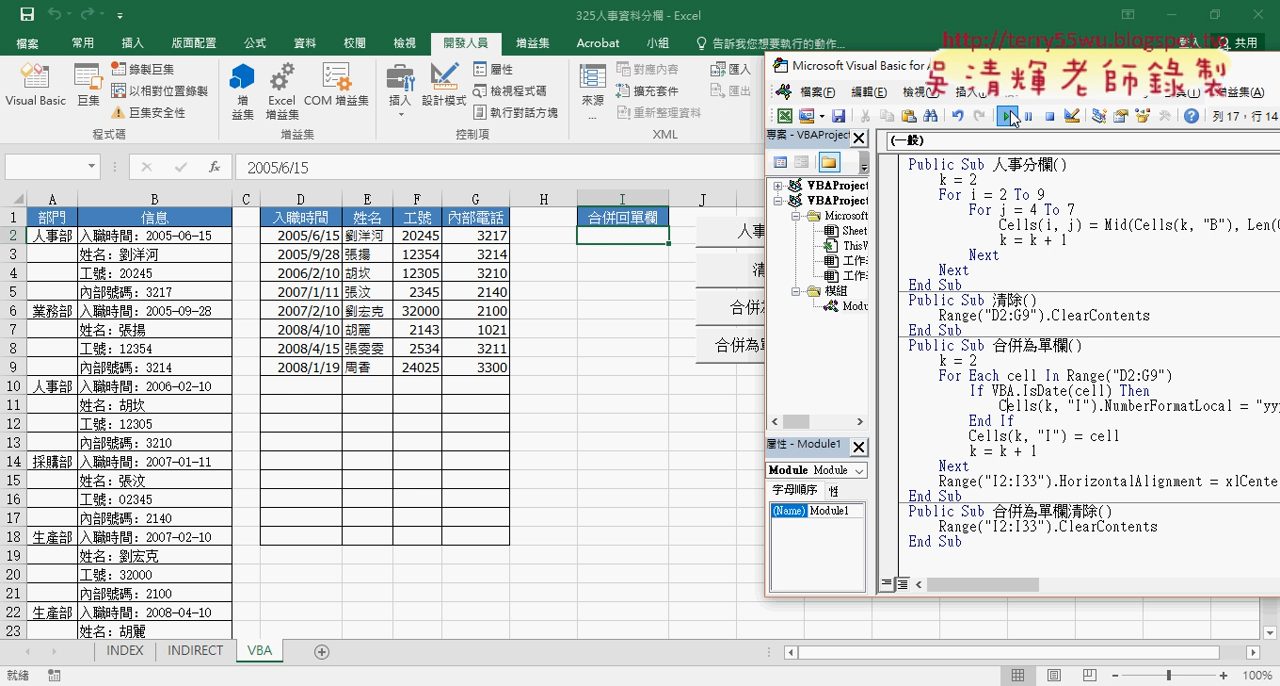 325人事資料分欄 - Excel
http://terry55wu.blogspot.tw
吳清輝老師錄製
檔案 常用 插入 版面配置 公式 資料 校閱 檢視 開發人員 增益集 Acrobat 小組 告訴我您想要執行的動作... 登入 共用
Visual Basic 巨集 錄製巨集 以相對位置錄製 巨集安全性 程式碼
增益集 Excel 增益集 COM 增益集 增益集
插入 設計模式 屬性 檢視程式碼 執行對話方塊 控制項
來源 對應內容 擴充套件 重新整理資料 匯入 匯出 XML
fx 2005/6/15
A B C D E F G H I J
1 部門 信息 入職時間 姓名 工號 內部電話 合併回單欄
2 人事部 入職時間：2005-06-15 2005/6/15 劉洋河 20245 3217
3 姓名：劉洋河 2005/9/28 張揚 12354 3214
4 工號：20245 2006/2/10 胡坎 12305 3210
5 內部號碼：3217 2007/1/11 張汶 2345 2140
6 業務部 入職時間：2005-09-28 2007/2/10 劉宏克 32000 2100
7 姓名：張揚 2008/4/10 胡麗 2143 1021
8 工號：12354 2008/4/15 張雯雯 2534 3211
9 內部號碼：3214 2008/1/19 周香 24025 3300
10 人事部 入職時間：2006-02-10
11 姓名：胡坎
12 工號：12305
13 內部號碼：3210
14 採購部 入職時間：2007-01-11
15 姓名：張汶
16 工號：02345
17 內部號碼：2140
18 生產部 入職時間：2007-02-10
19 姓名：劉宏克
20 工號：32000
21 內部號碼：2100
22 生產部 入職時間：2008-04-10
23 姓名：胡麗
人事
清
合併為
合併為單
INDEX INDIRECT VBA
就緒 100%
Microsoft Visual Basic for A
檔案(F) 編輯(E) 檢視(V) 插入(I)
列 17，行 14
專案 - VBAProject
VBAProject
VBAProject
Microsoft
Sheet
ThisW
工作
工作
模組
Modu
屬性 - Module1
Module Module
字母順序 性
(Name) Module1
(一般)
Public Sub 人事分欄()
k = 2
For i = 2 To 9
For j = 4 To 7
Cells(i, j) = Mid(Cells(k, "B"), Len(
k = k + 1
Next
Next
End Sub
Public Sub 清除()
Range("D2:G9").ClearContents
End Sub
Public Sub 合併為單欄()
k = 2
For Each cell In Range("D2:G9")
If VBA.IsDate(cell) Then
Cells(k, "I").NumberFormatLocal = "yy
End If
Cells(k, "I") = cell
k = k + 1
Next
Range("I2:I33").HorizontalAlignment = xlCente
End Sub
Public Sub 合併為單欄清除()
Range("I2:I33").ClearContents
End Sub